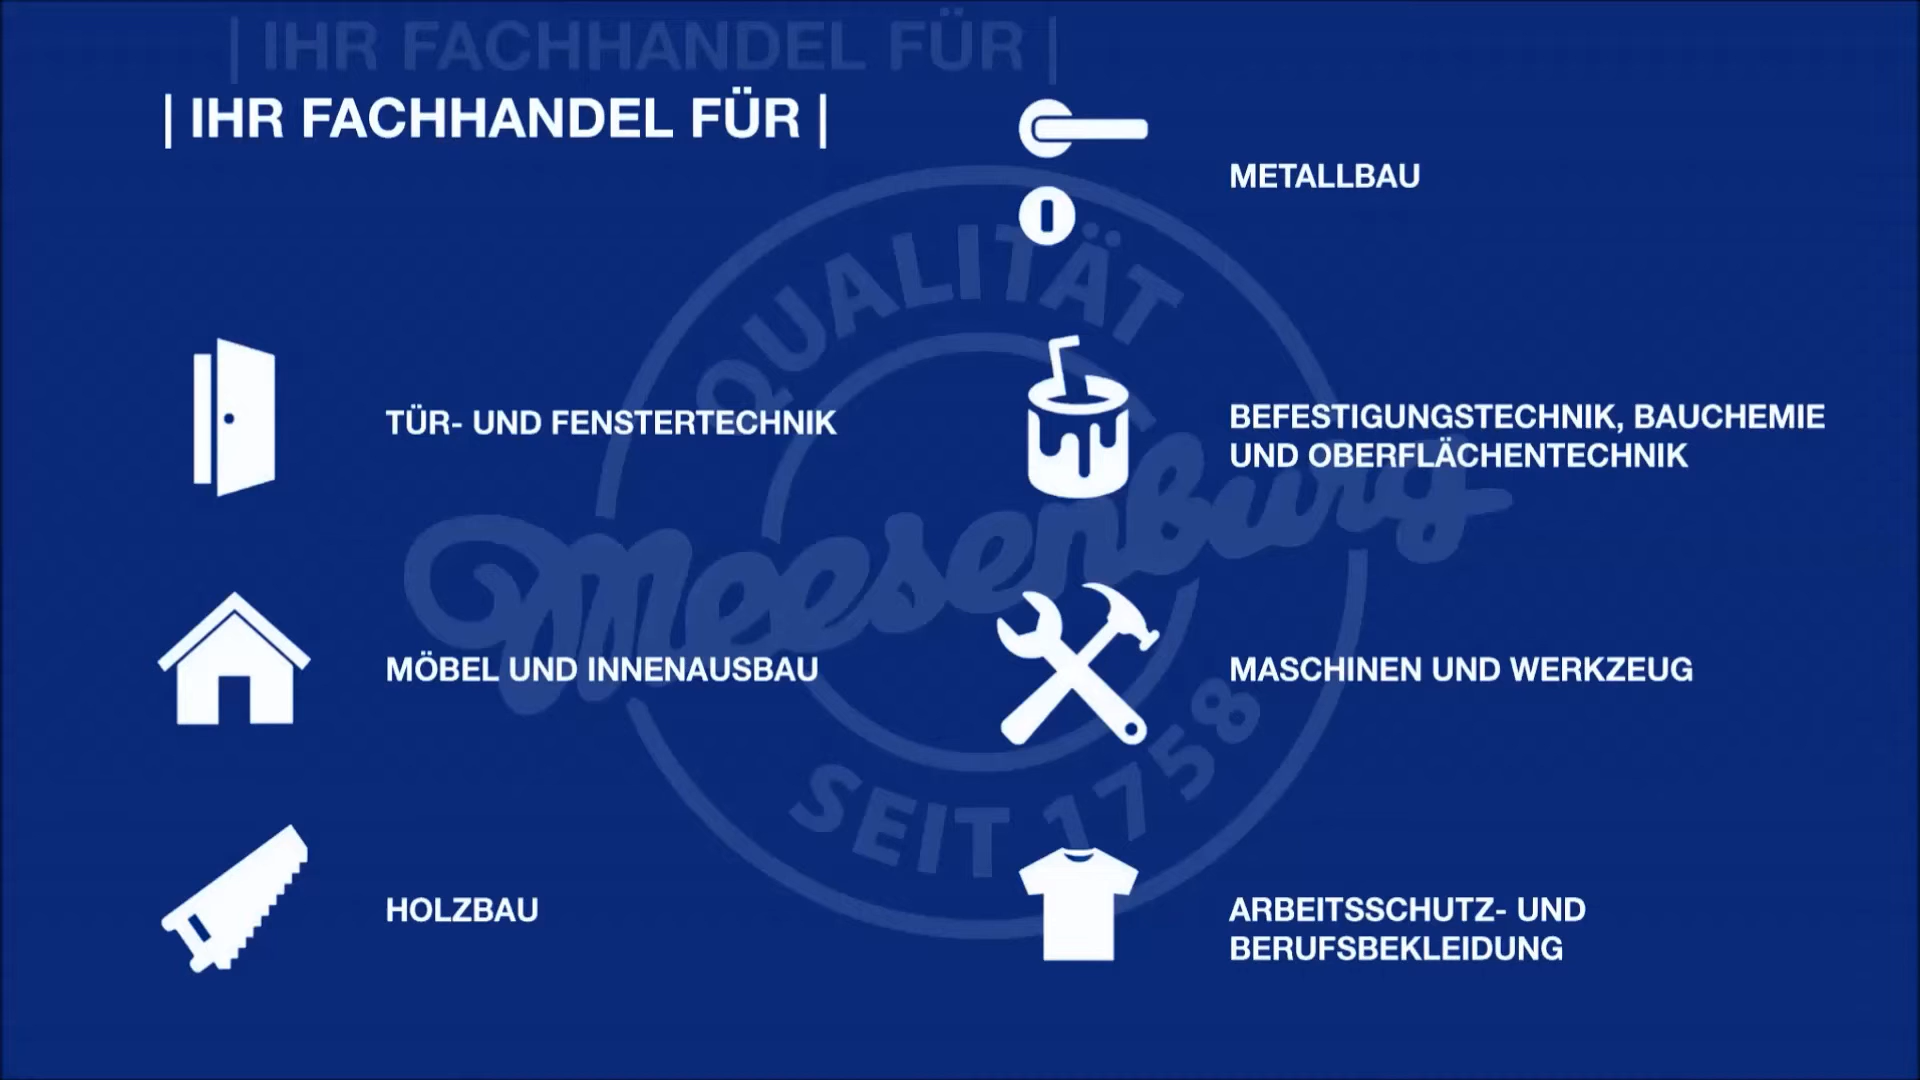 | IHR FACHHANDEL FÜR |
| IHR FACHHANDEL FÜR |
METALLBAU
TÜR- UND FENSTERTECHNIK
BEFESTIGUNGSTECHNIK, BAUCHEMIE
UND OBERFLÄCHENTECHNIK
MÖBEL UND INNENAUSBAU
MASCHINEN UND WERKZEUG
HOLZBAU
ARBEITSSCHUTZ- UND
BERUFSBEKLEIDUNG
QUALITÄT
Meesenburg
SEIT 1758